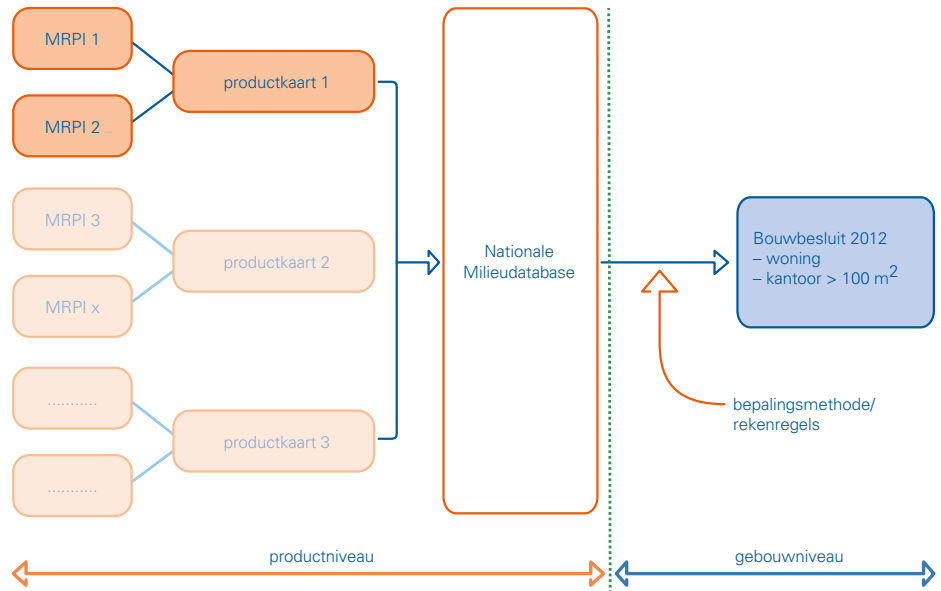 MRPI 1
MRPI 2
productkaart 1
MRPI 3
MRPI x
productkaart 2
...........
...........
productkaart 3
Nationale
Milieudatabase
Bouwbesluit 2012
– woning
– kantoor > 100 m2
bepalingsmethode/
rekenregels
productniveau
gebouwniveau